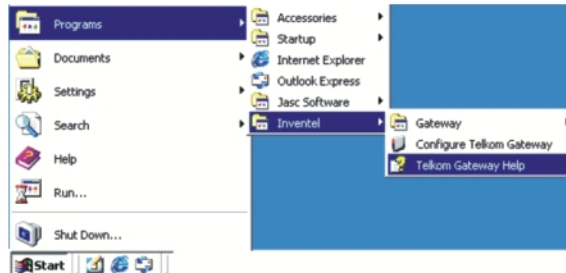 Programs
Documents
Settings
Search
Help
Run...
Shut Down...
Start
Accessories
Startup
Internet Explorer
Outlook Express
Jasc Software
Inventel
Gateway
Configure Telkom Gateway
Telkom Gateway Help